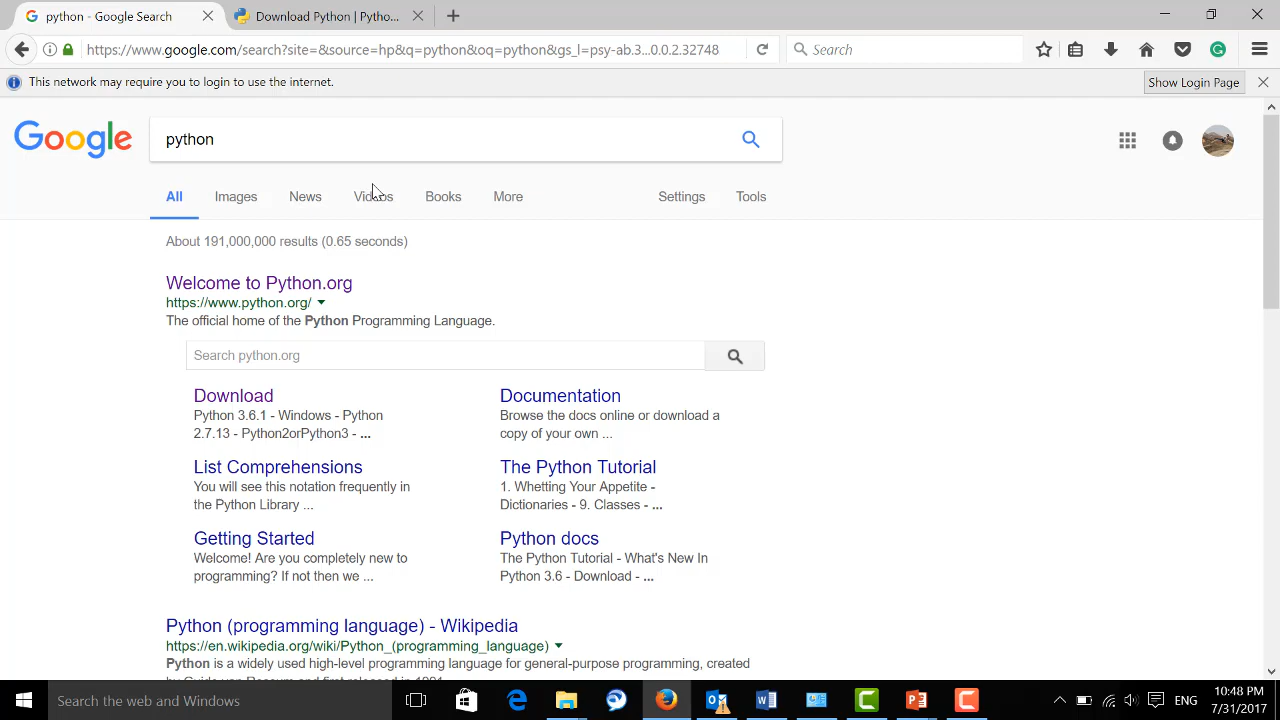 python - Google Search
Download Python | Pytho...
https://www.google.com/search?site=&source=hp&q=python&oq=python&gs_l=psy-ab.3...0.0.2.32748
Search
This network may require you to login to use the internet.
Show Login Page
Google
python
All
Images
News
Videos
Books
More
Settings
Tools
About 191,000,000 results (0.65 seconds)
Welcome to Python.org
https://www.python.org/
The official home of the Python Programming Language.
Search python.org
Download
Python 3.6.1 - Windows - Python
2.7.13 - Python2orPython3 - ...
Documentation
Browse the docs online or download a
copy of your own ...
List Comprehensions
You will see this notation frequently in
the Python Library ...
The Python Tutorial
1. Whetting Your Appetite -
Dictionaries - 9. Classes - ...
Getting Started
Welcome! Are you completely new to
programming? If not then we ...
Python docs
The Python Tutorial - What's New In
Python 3.6 - Download - ...
Python (programming language) - Wikipedia
https://en.wikipedia.org/wiki/Python_(programming_language)
Python is a widely used high-level programming language for general-purpose programming, created
Search the web and Windows
ENG
10:48 PM
7/31/2017